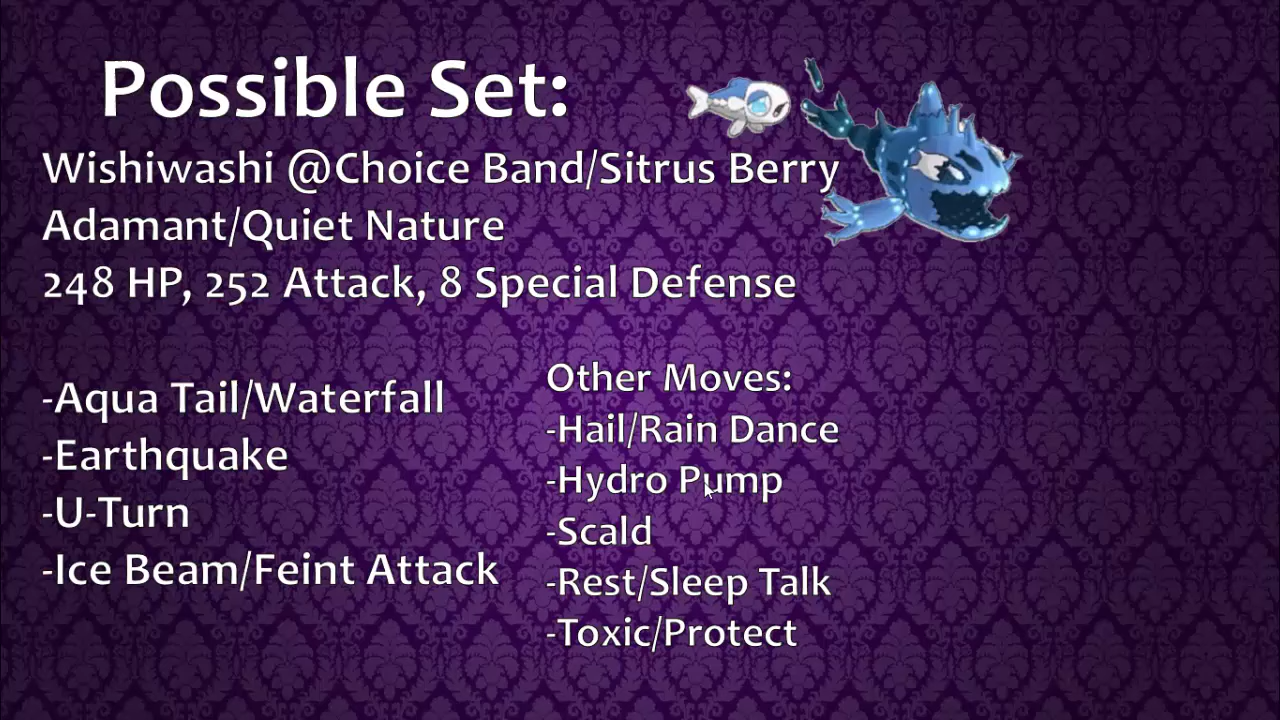 Possible Set:
Wishiwashi @Choice Band/Sitrus Berry
Adamant/Quiet Nature
248 HP, 252 Attack, 8 Special Defense
-Aqua Tail/Waterfall
-Earthquake
-U-Turn
-Ice Beam/Feint Attack
Other Moves:
-Hail/Rain Dance
-Hydro Pump
-Scald
-Rest/Sleep Talk
-Toxic/Protect